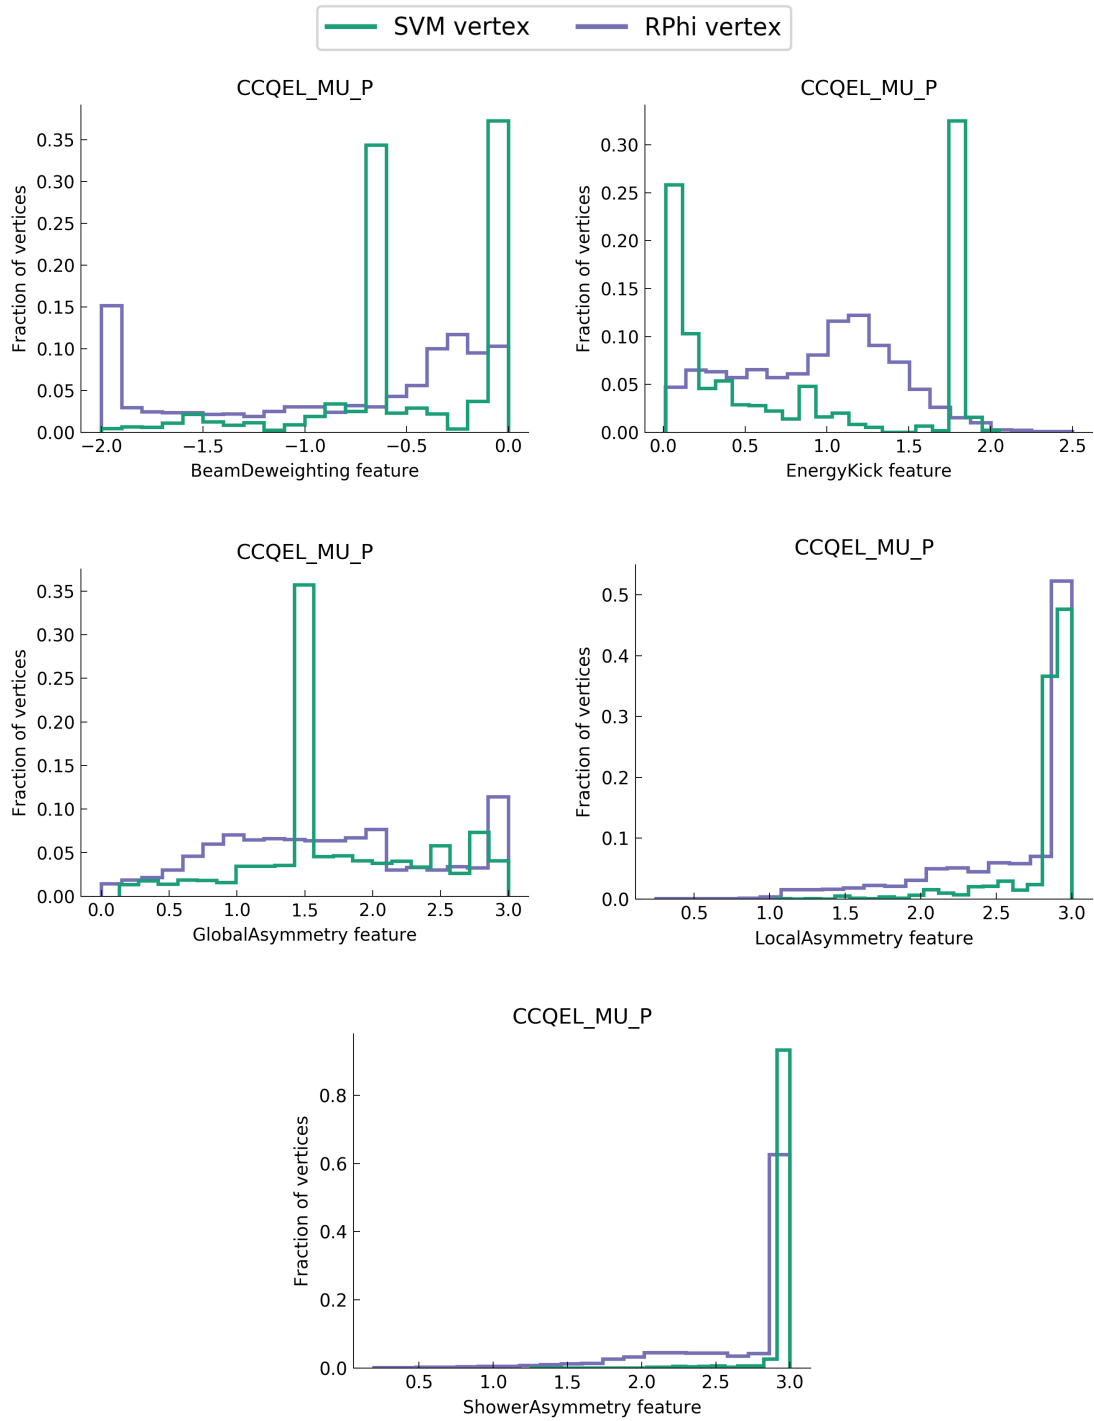 SVM vertex RPhi vertex
CCQEL_MU_P CCQEL_MU_P
Fraction of vertices
0.35
0.30
0.25
0.20
0.15
0.10
0.05
0.00
−2.0 −1.5 −1.0 −0.5 0.0
BeamDeweighting feature
Fraction of vertices
0.30
0.25
0.20
0.15
0.10
0.05
0.00
0.0 0.5 1.0 1.5 2.0 2.5
EnergyKick feature
CCQEL_MU_P CCQEL_MU_P
Fraction of vertices
0.35
0.30
0.25
0.20
0.15
0.10
0.05
0.00
0.0 0.5 1.0 1.5 2.0 2.5 3.0
GlobalAsymmetry feature
Fraction of vertices
0.5
0.4
0.3
0.2
0.1
0.0
0.5 1.0 1.5 2.0 2.5 3.0
LocalAsymmetry feature
CCQEL_MU_P
Fraction of vertices
0.8
0.6
0.4
0.2
0.0
0.5 1.0 1.5 2.0 2.5 3.0
ShowerAsymmetry feature